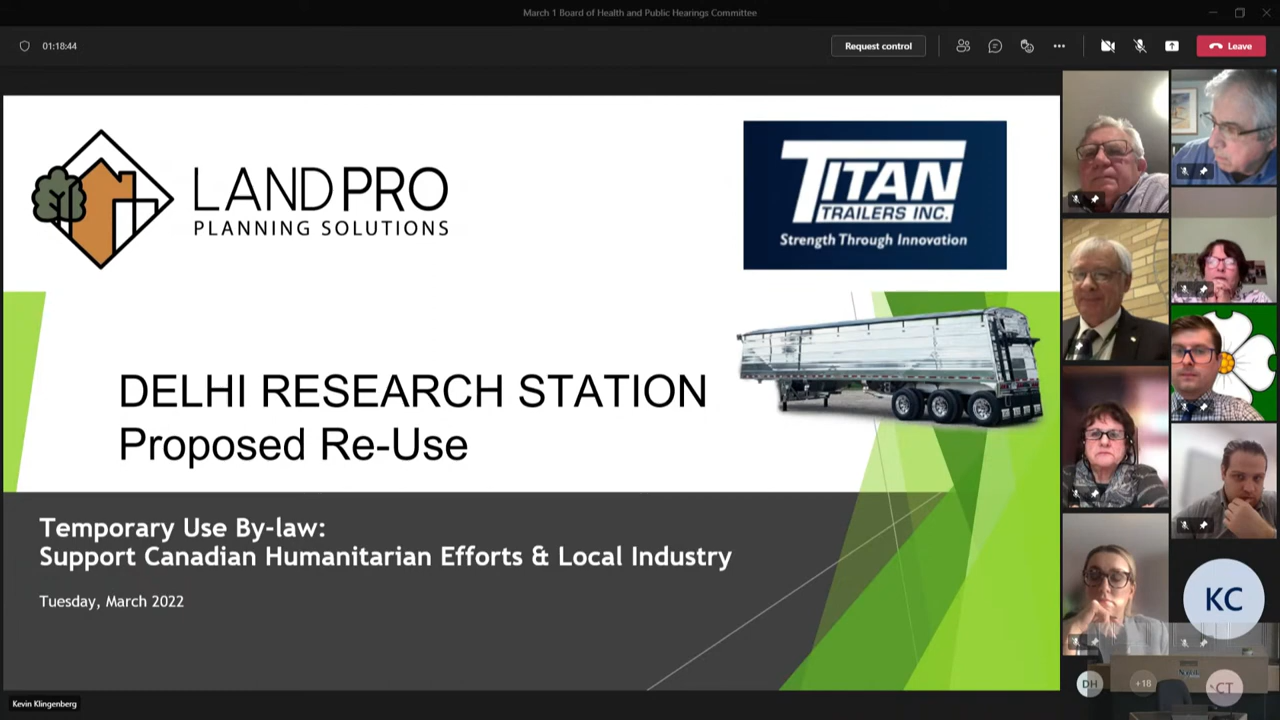 March 1 Board of Health and Public Hearings Committee
01:18:44
Request control
Leave
LANDPRO
PLANNING SOLUTIONS
TITAN
TRAILERS INC.
Strength Through Innovation
DELHI RESEARCH STATION
Proposed Re-Use
Temporary Use By-law:
Support Canadian Humanitarian Efforts & Local Industry
Tuesday, March 2022
KC
DH
+18
CT
Kevin Klingenberg